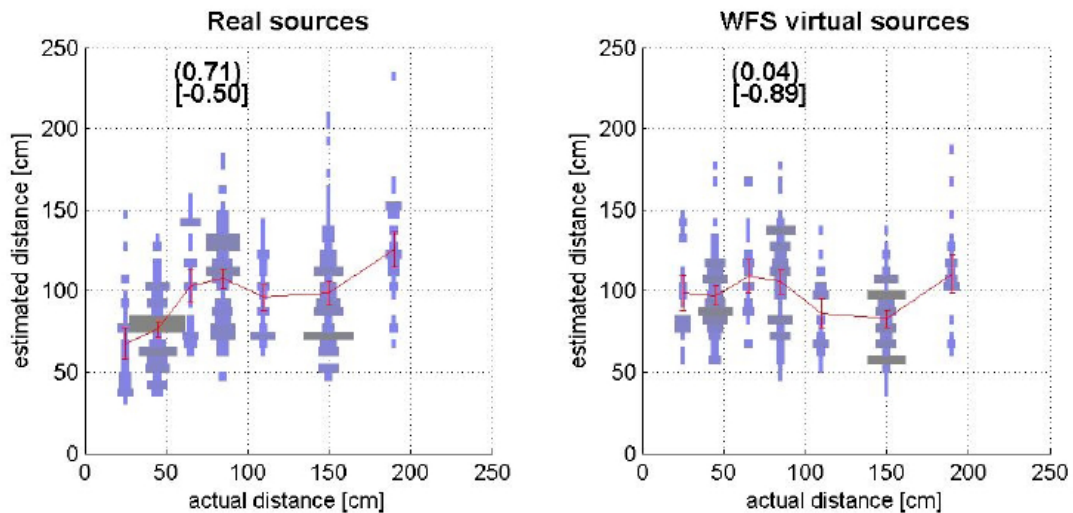 Real sources
(0.71)
[-0.50]
estimated distance [cm]
250
200
150
100
50
0
0 50 100 150 200 250
actual distance [cm]
WFS virtual sources
(0.04)
[-0.89]
estimated distance [cm]
250
200
150
100
50
0
0 50 100 150 200 250
actual distance [cm]